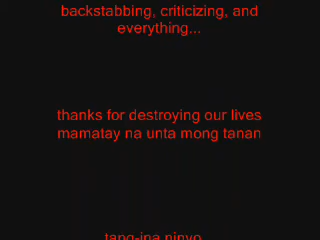 backstabbing, criticizing, and
everything...
thanks for destroying our lives
mamatay na unta mong tanan
tang-ina ninyo